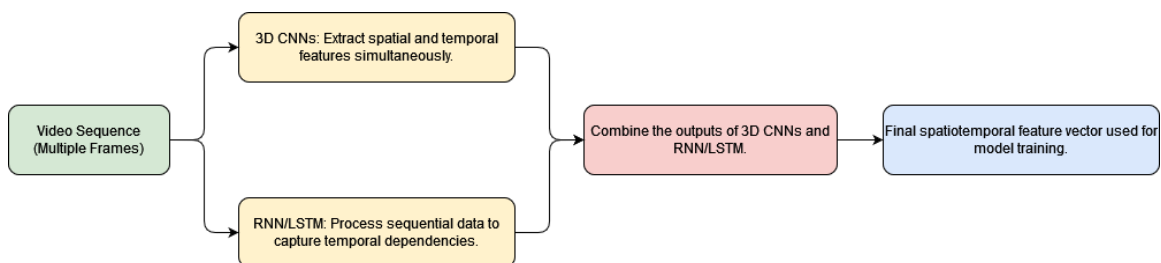 3D CNNs: Extract spatial and temporal
features simultaneously.
Video Sequence
(Multiple Frames)
Combine the outputs of 3D CNNs and
RNN/LSTM.
Final spatiotemporal feature vector used for
model training.
RNN/LSTM: Process sequential data to
capture temporal dependencies.